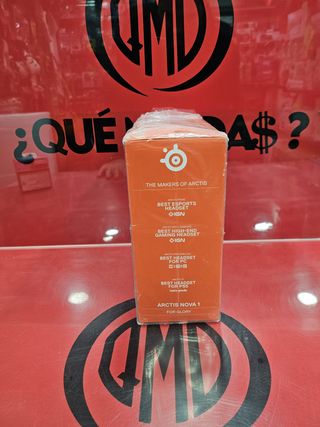 QMD
¿QUÉ DA$?
THE MAKERS OF ARCTIS
BEST ESPORTS
HEADSET
IGN
BEST HIGH-END
GAMING HEADSET
IGN
BEST HEADSET
FOR PC
BEST HEADSET
FOR PS5
ARCTIS NOVA 1
FOR GLORY
QMD